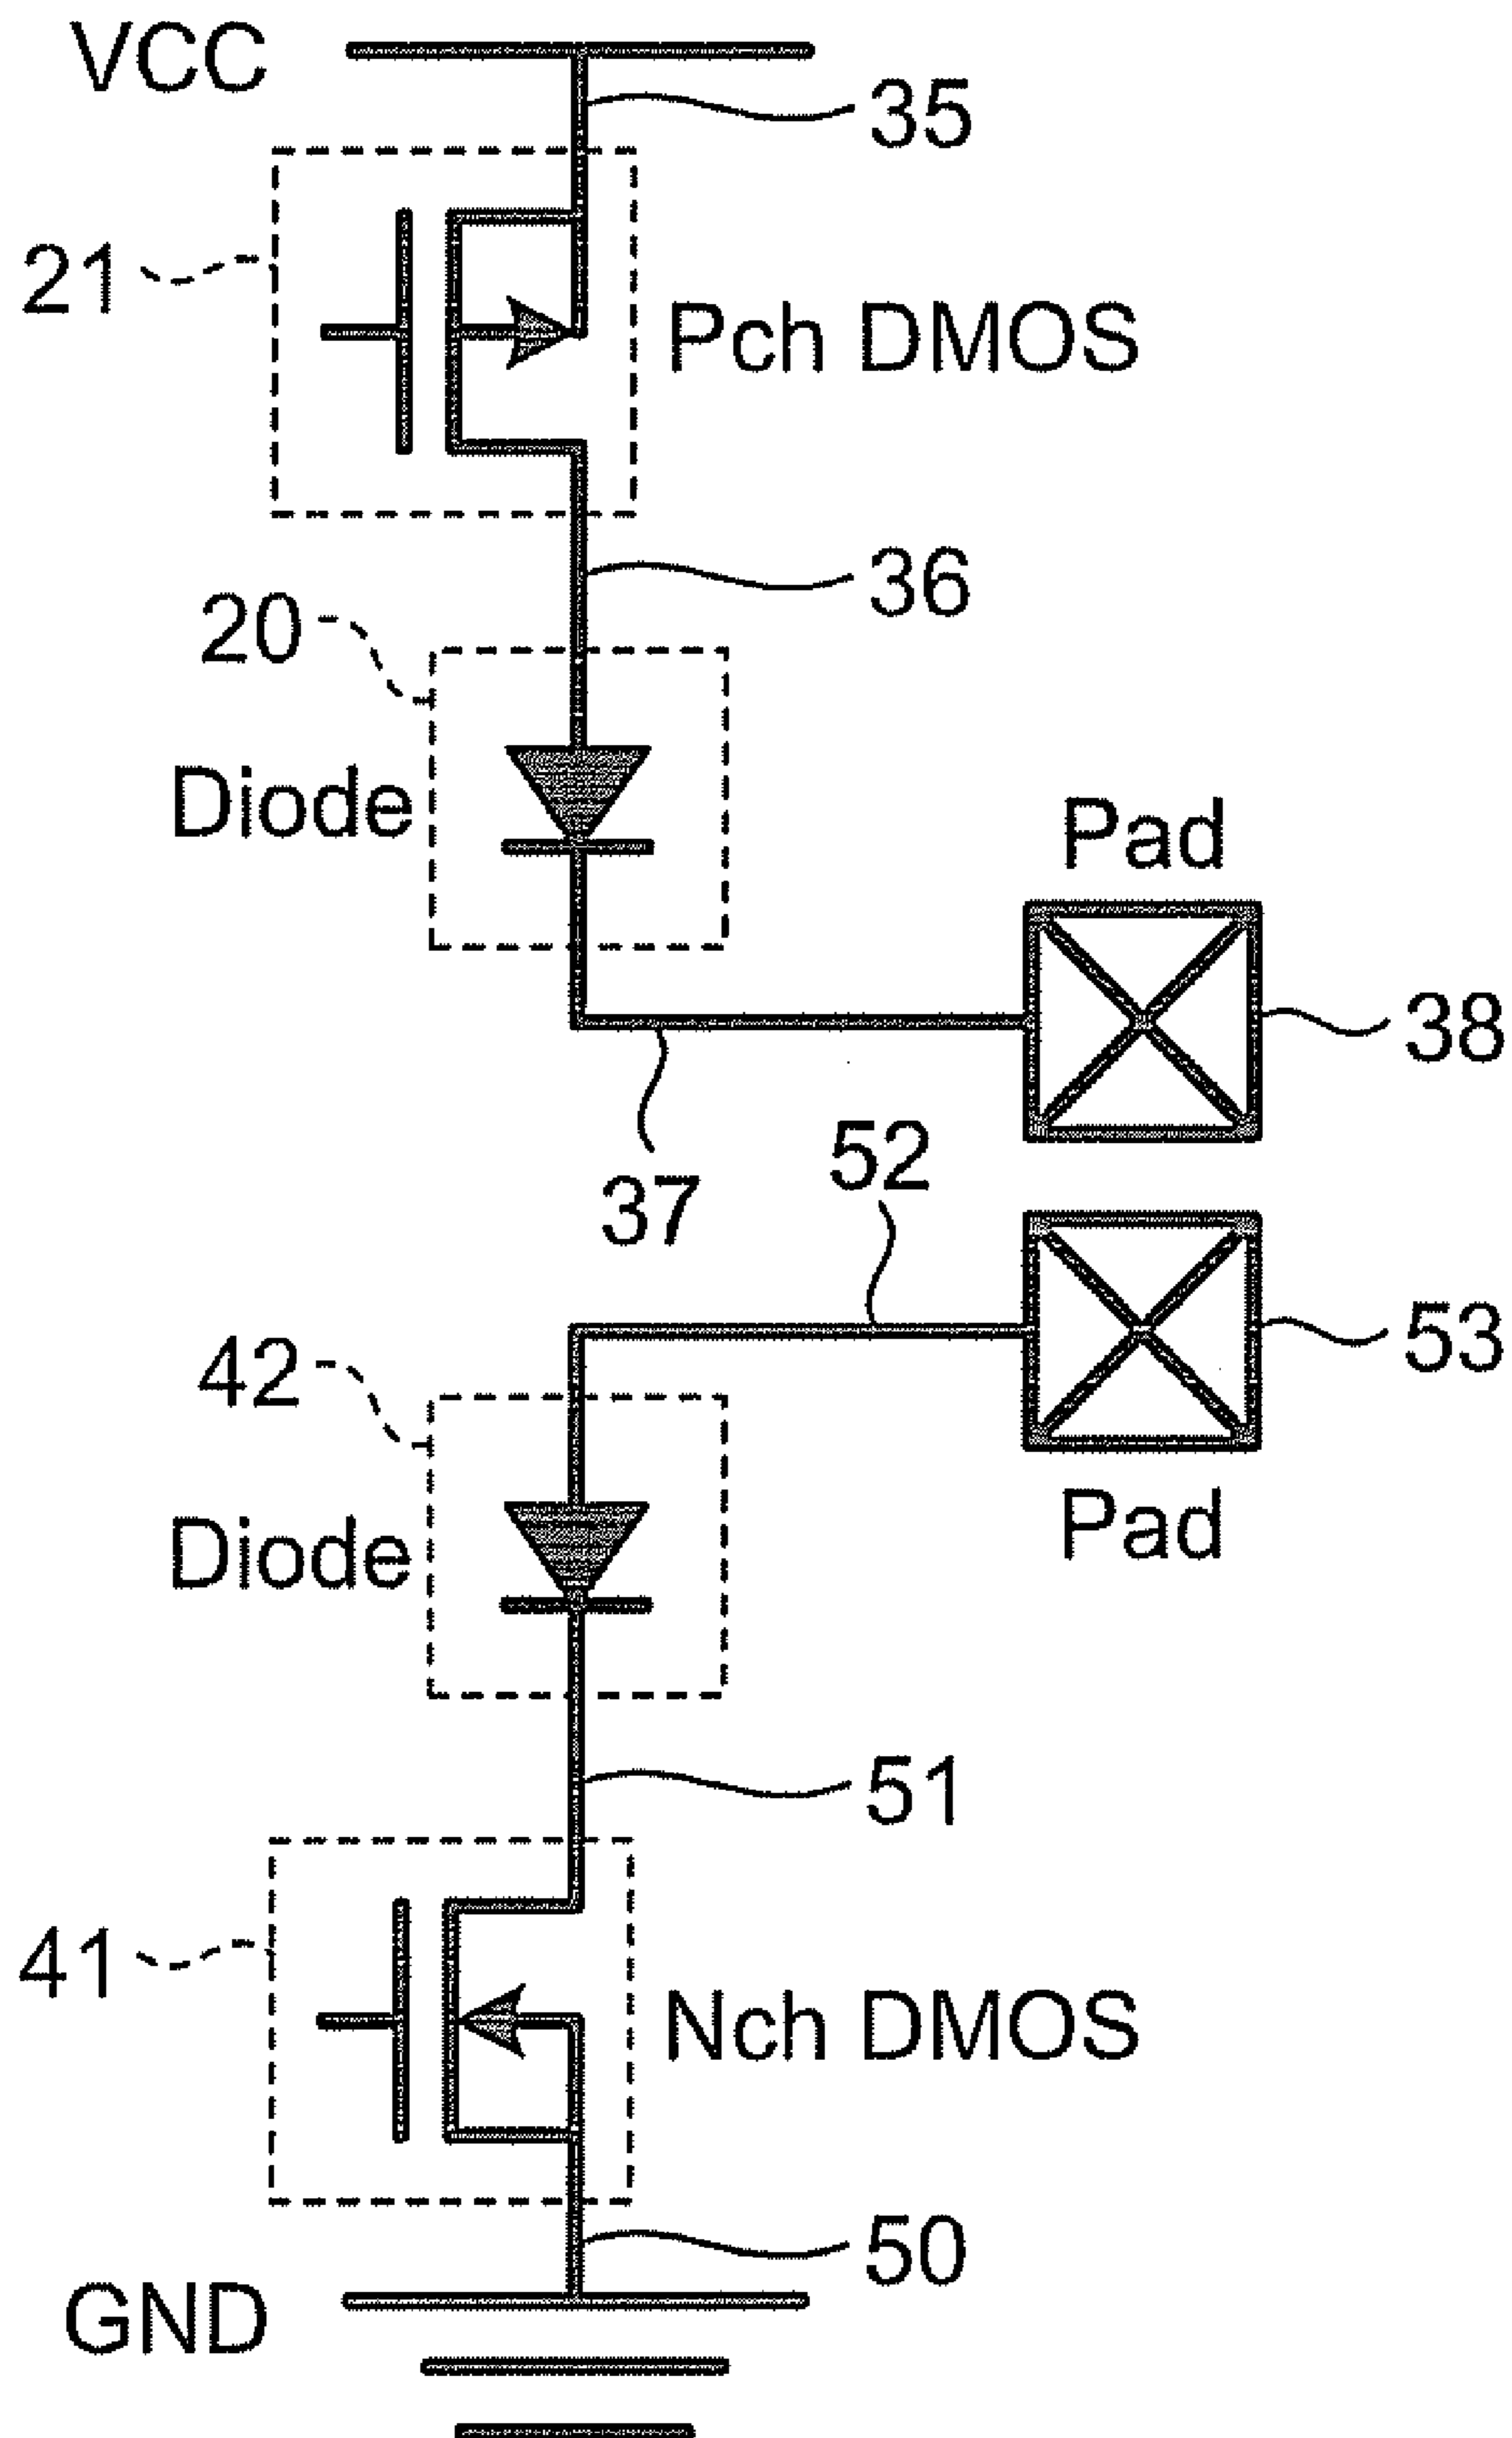 VCC
35
21
Pch DMOS
36
20
Diode
Pad
38
37
52
53
42
Diode
Pad
51
41
Nch DMOS
50
GND